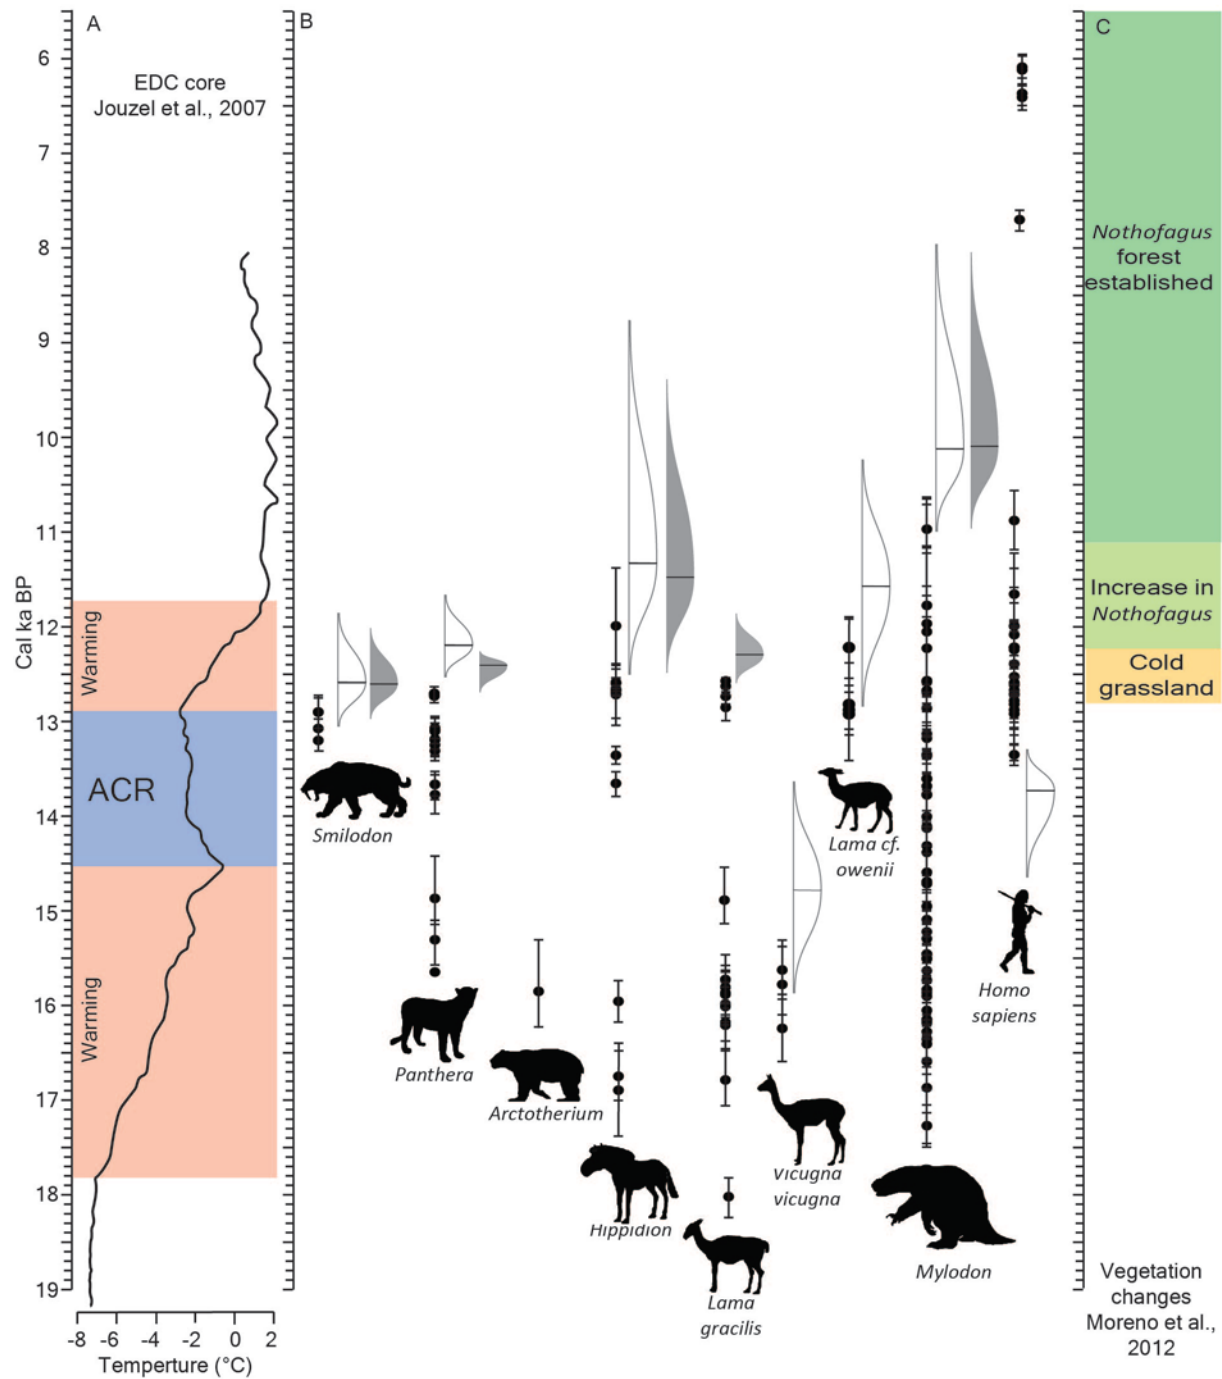 A
EDC core
Jouzel et al., 2007
Cal ka BP
6
7
8
9
10
11
12
13
14
15
16
17
18
19
Warming
ACR
Warming
-8
-6
-4
-2
0
2
Temperture (°C)
B
Smilodon
Panthera
Arctotherium
Hippidion
Lama
gracilis
Vicugna
vicugna
Lama cf.
owenii
Mylodon
Homo
sapiens
C
Nothofagus
forest
established
Increase in
Nothofagus
Cold
grassland
Vegetation
changes
Moreno et al.,
2012